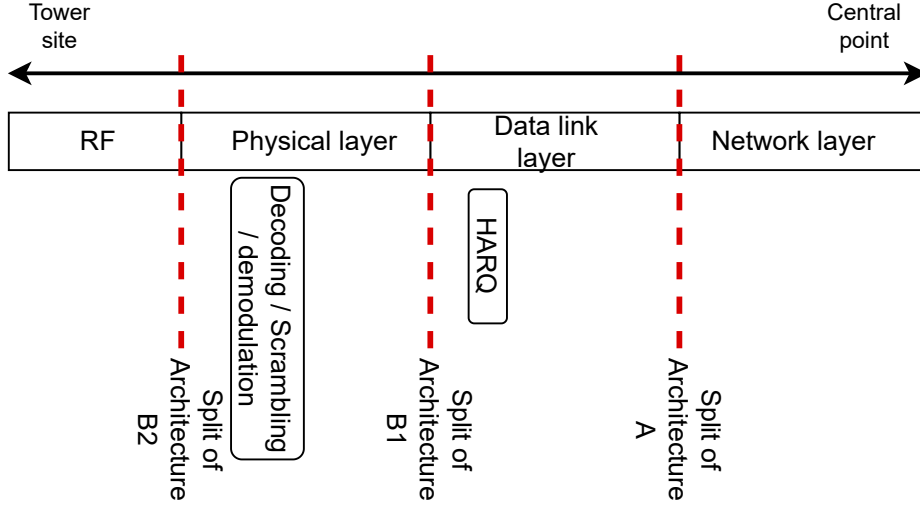 Tower
site
Central
point
RF
Physical layer
Data link
layer
Network layer
Decoding / Scrambling
/ demodulation
HARQ
Split of
Architecture
B2
Split of
Architecture
B1
Split of
Architecture
A